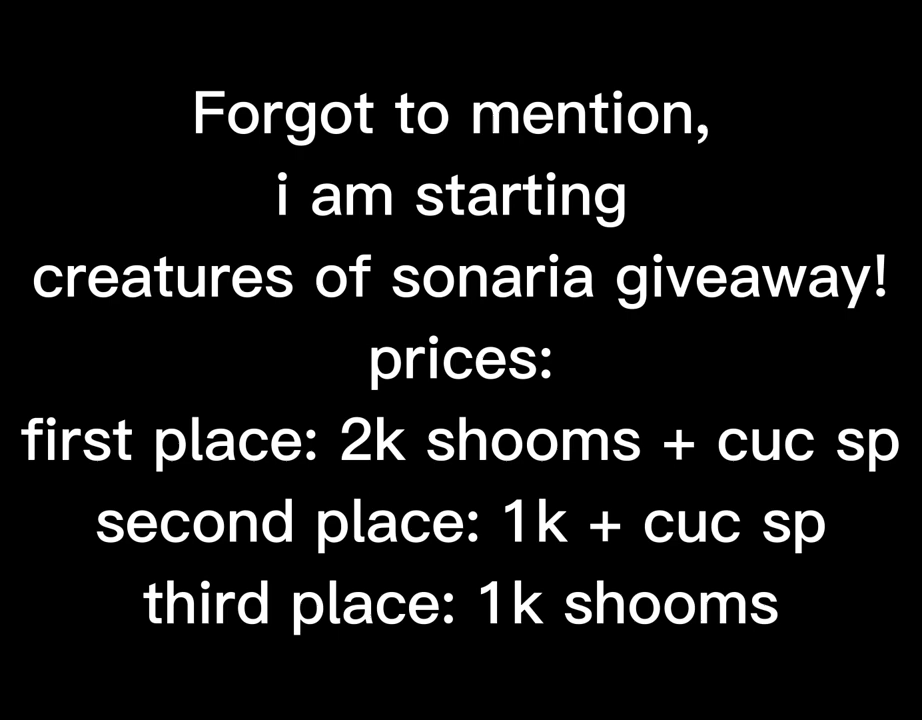 Forgot to mention,
i am starting
creatures of sonaria giveaway!
prices:
first place: 2k shooms + cuc sp
second place: 1k + cuc sp
third place: 1k shooms